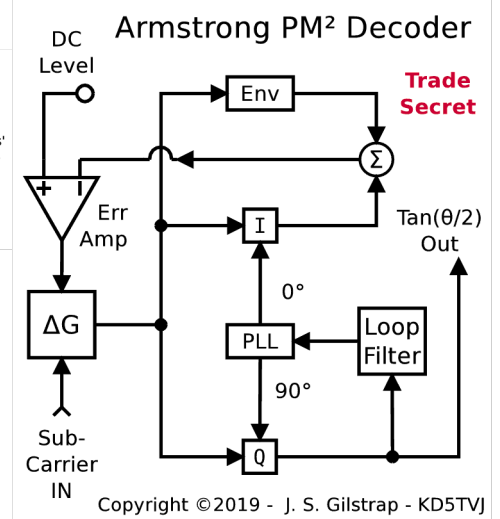 Armstrong PM² Decoder
DC
Level
Trade
Secret
Env
Σ
+
-
Err
Amp
I
Tan(θ/2)
Out
0°
ΔG
PLL
Loop
Filter
90°
Sub-
Carrier
IN
Q
Copyright ©2019 - J. S. Gilstrap - KD5TVJ